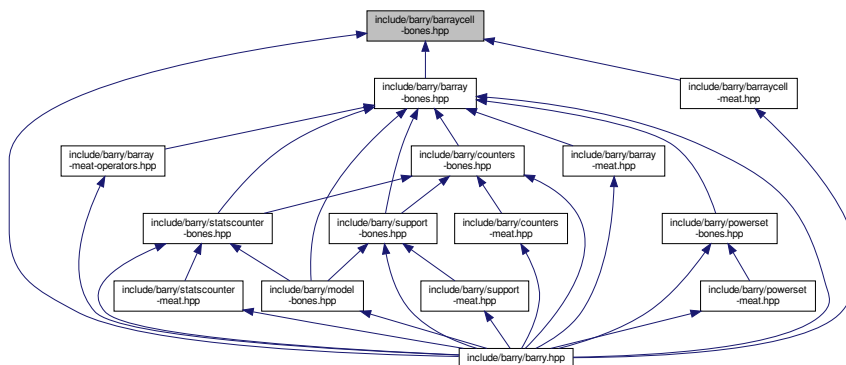 include/barry/barraycell
-bones.hpp
include/barry/barray
-bones.hpp
include/barry/barraycell
-meat.hpp
include/barry/barray
-meat-operators.hpp
include/barry/counters
-bones.hpp
include/barry/barray
-meat.hpp
include/barry/statscounter
-bones.hpp
include/barry/support
-bones.hpp
include/barry/counters
-meat.hpp
include/barry/powerset
-bones.hpp
include/barry/statscounter
-meat.hpp
include/barry/model
-bones.hpp
include/barry/support
-meat.hpp
include/barry/powerset
-meat.hpp
include/barry/barry.hpp